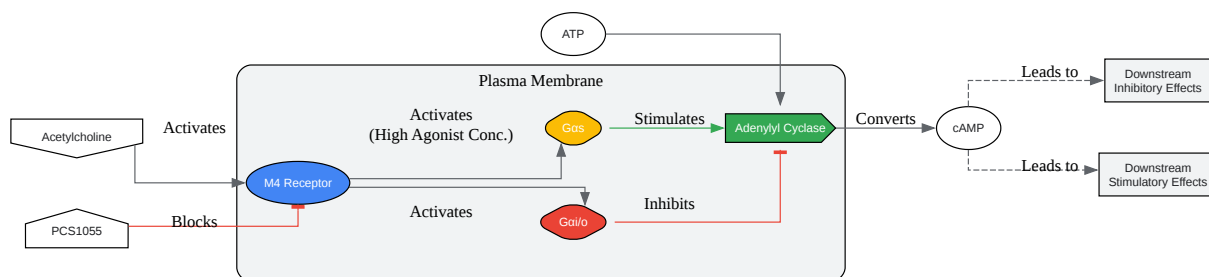 ATP
Plasma Membrane
Leads to
Downstream
Inhibitory Effects
Acetylcholine
Activates
Activates
(High Agonist Conc.)
Gαs
Stimulates
Adenylyl Cyclase
Converts
cAMP
M4 Receptor
Leads to
Downstream
Stimulatory Effects
PCS1055
Blocks
Activates
Gαi/o
Inhibits